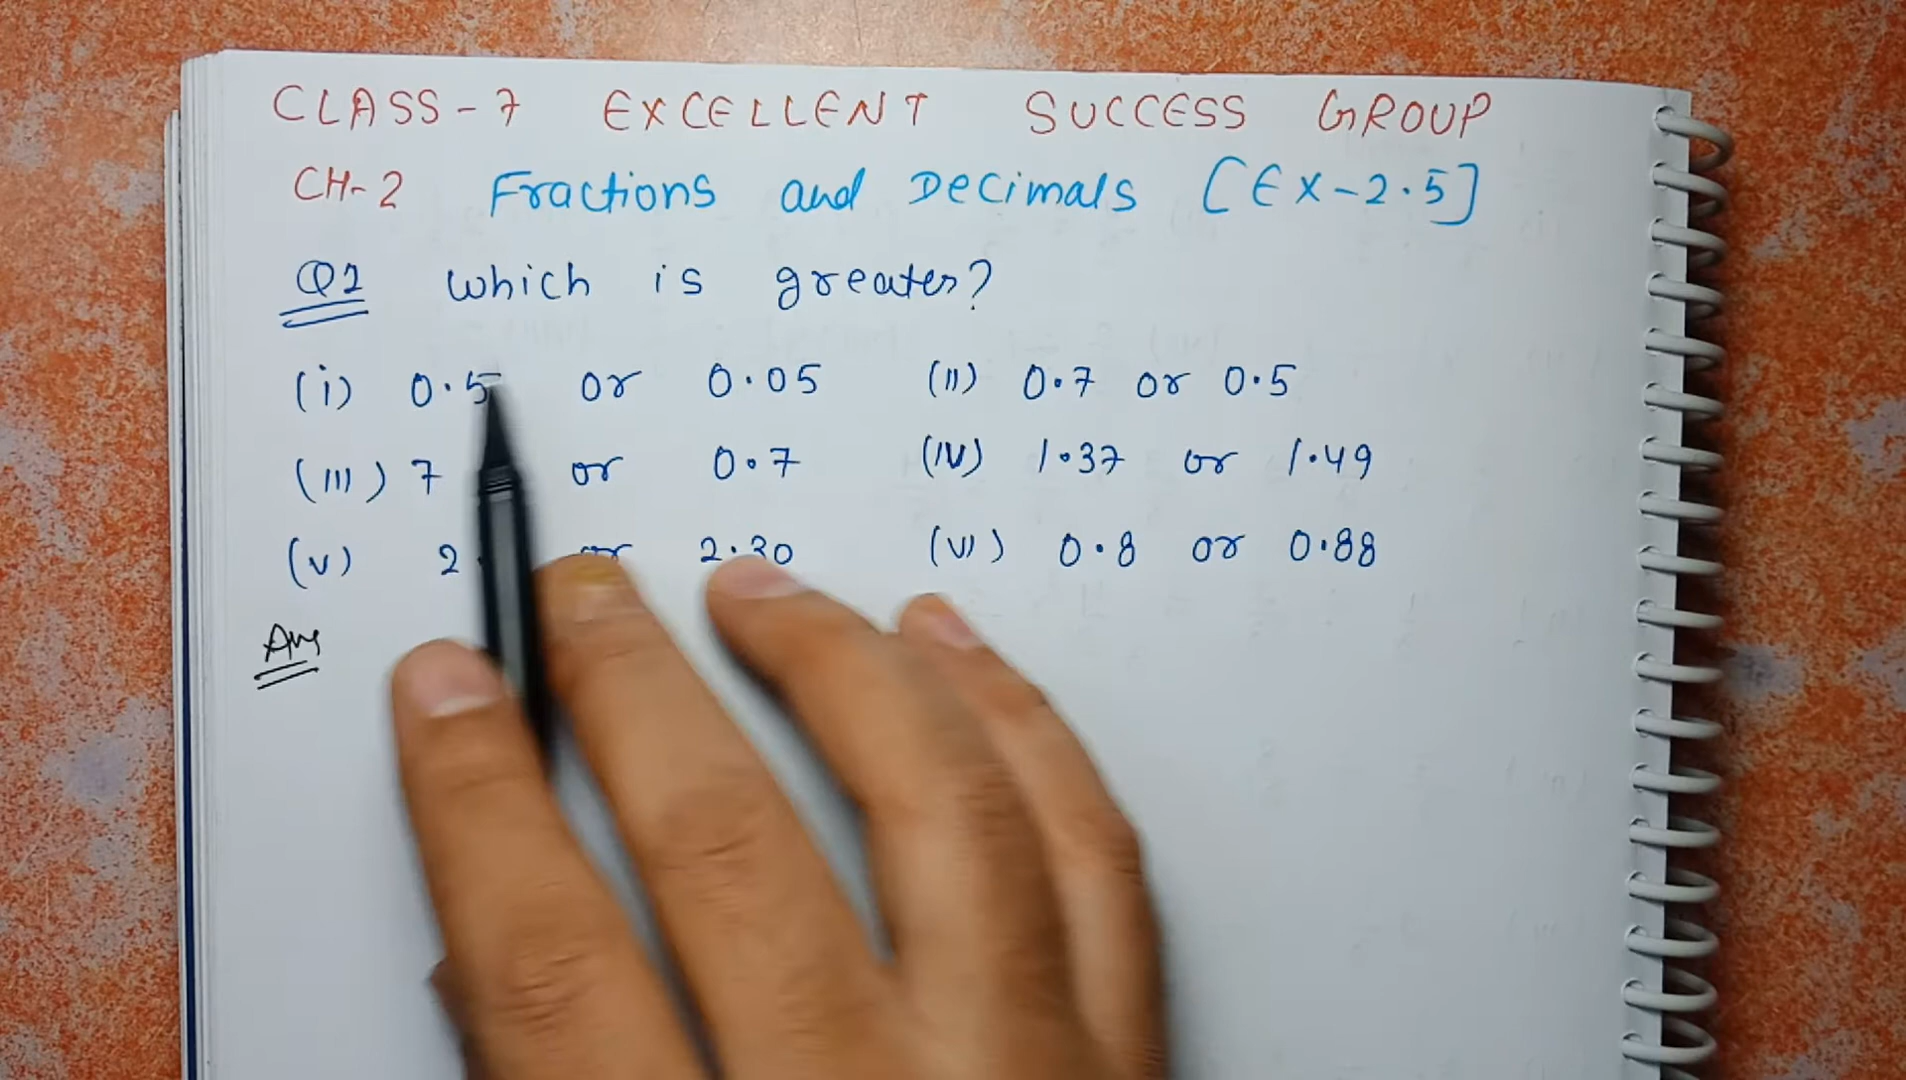 CLASS-7 EXCELLENT SUCCESS GROUP
CH-2 Fractions and Decimals [EX-2.5]
Q1 which is greater?
(i) 0.5 or 0.05 (II) 0.7 or 0.5
(III) 7 or 0.7 (IV) 1.37 or 1.49
(V) 2. or 2.30 (VI) 0.8 or 0.88
Ans